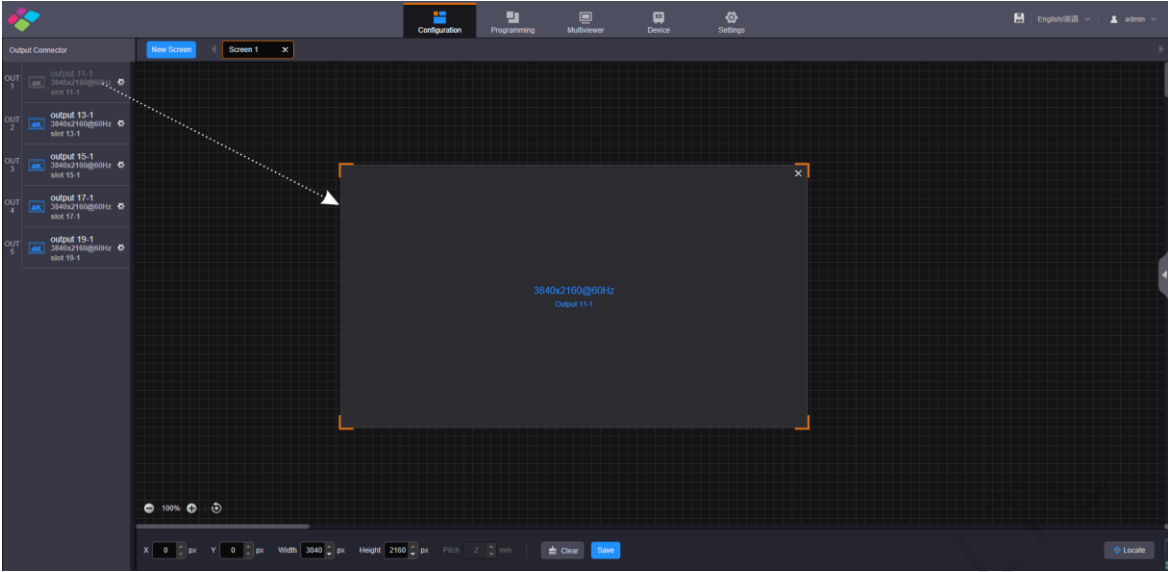 Configuration
Programming
Multiviewer
Device
Settings
English/英语
admin
Output Connector
New Screen
Screen 1
OUT 1
4K
output 11-1
3840x2160@60Hz
slot 11-1
OUT 2
4K
output 13-1
3840x2160@60Hz
slot 13-1
OUT 3
4K
output 15-1
3840x2160@60Hz
slot 15-1
OUT 4
4K
output 17-1
3840x2160@60Hz
slot 17-1
OUT 5
4K
output 19-1
3840x2160@60Hz
slot 19-1
3840x2160@60Hz
Output 11-1
100%
X 0 px Y 0 px Width 3840 px Height 2160 px Pitch 2 mm Clear Save Locate